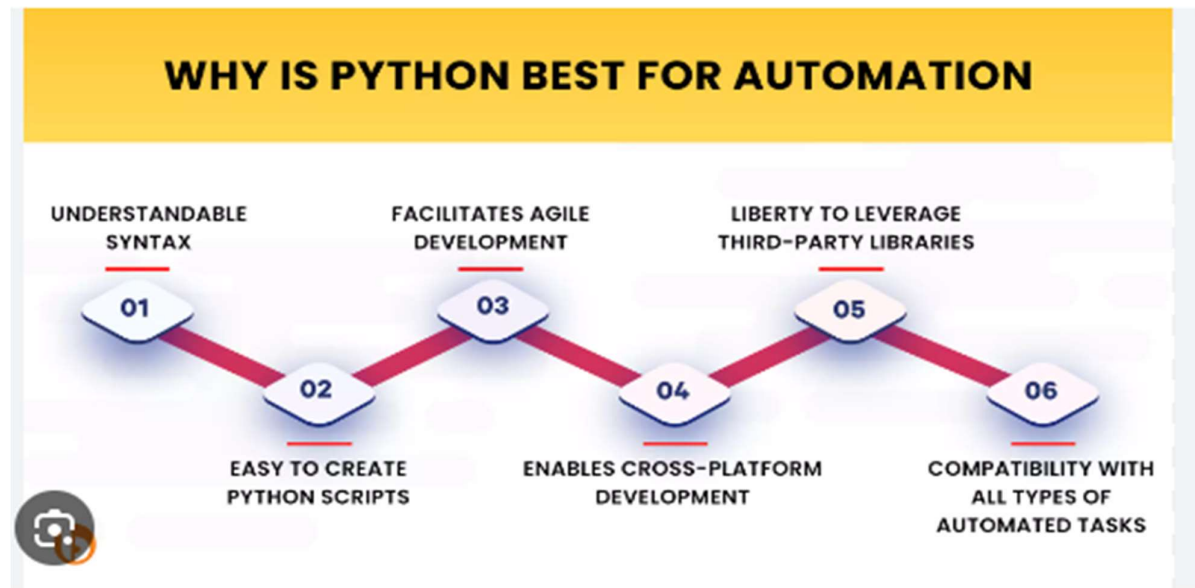 WHY IS PYTHON BEST FOR AUTOMATION
UNDERSTANDABLE
SYNTAX
01
02
EASY TO CREATE
PYTHON SCRIPTS
FACILITATES AGILE
DEVELOPMENT
03
04
ENABLES CROSS-PLATFORM
DEVELOPMENT
LIBERTY TO LEVERAGE
THIRD-PARTY LIBRARIES
05
06
COMPATIBILITY WITH
ALL TYPES OF
AUTOMATED TASKS